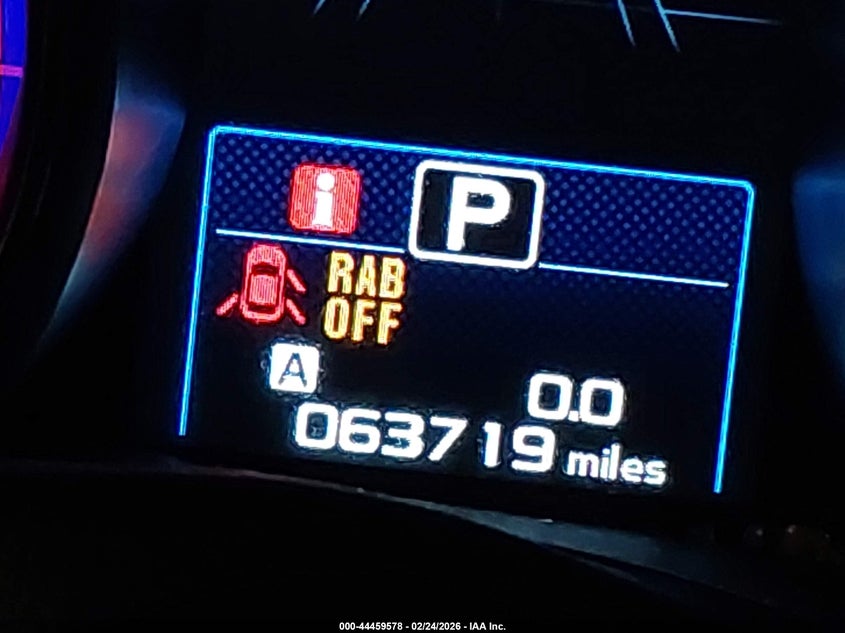 i P
RAB
OFF
A 0.0
063719 miles
000-44459578 - 02/24/2026 - IAA Inc.